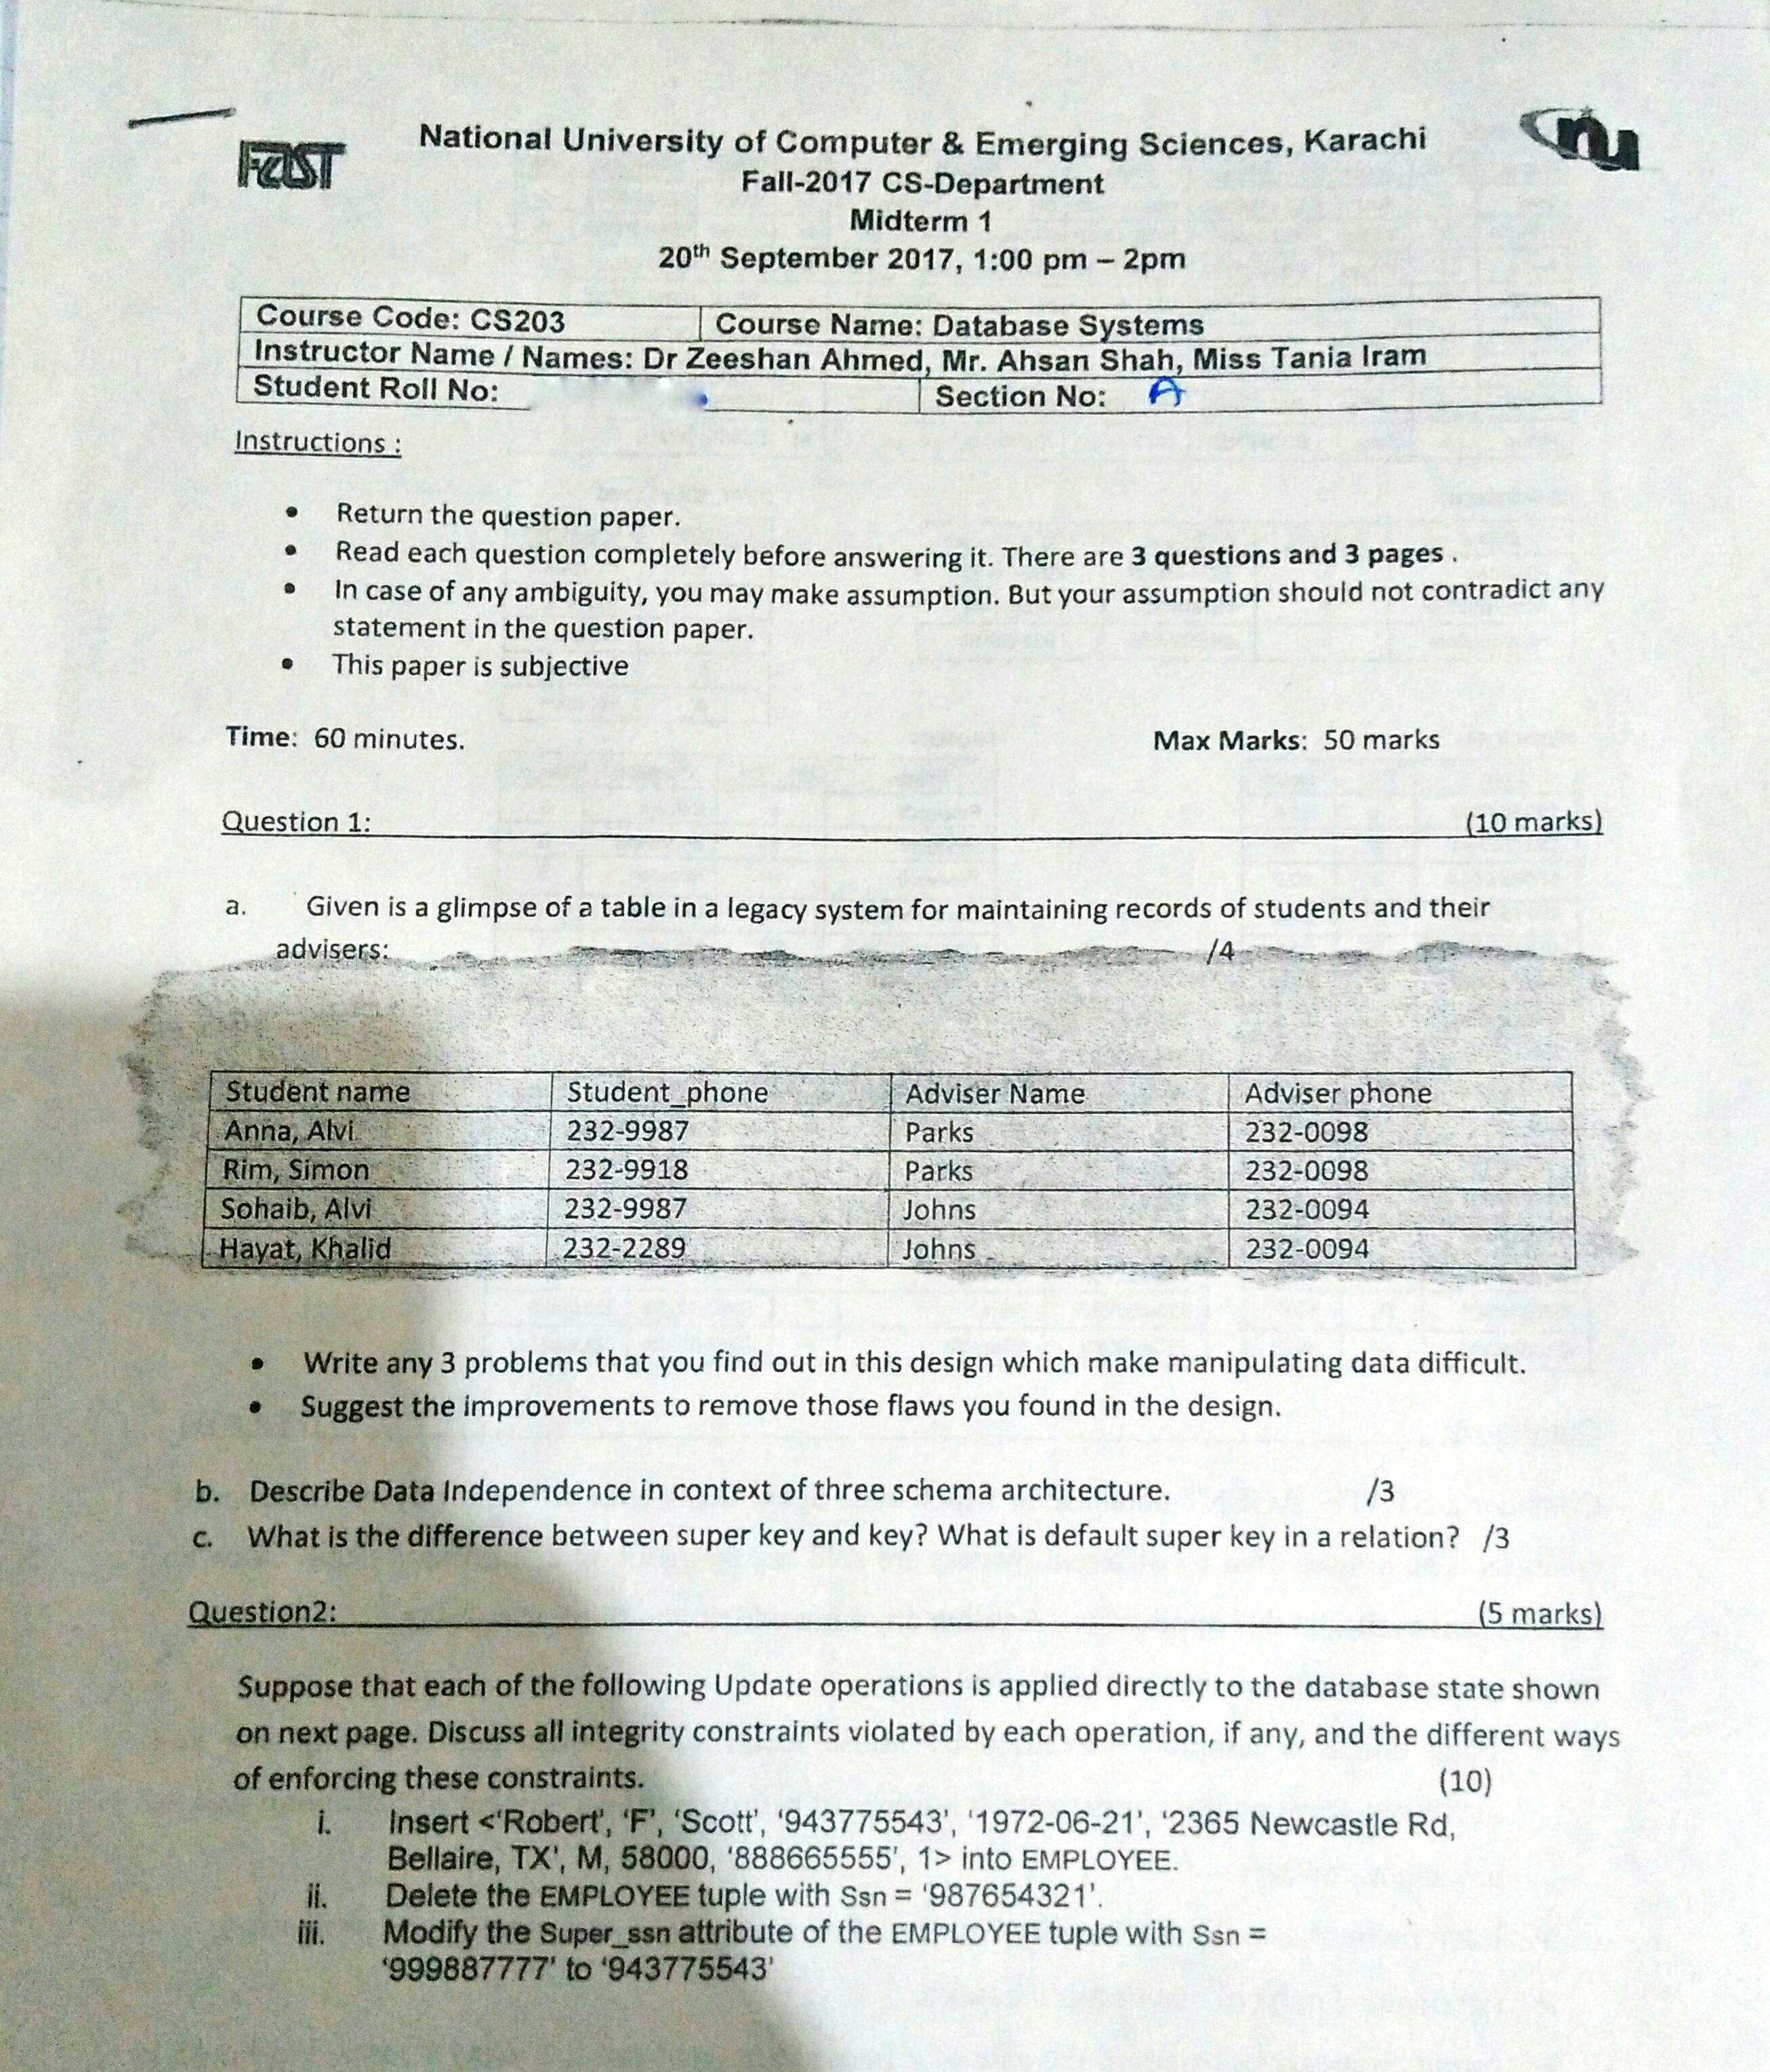 FAST
National University of Computer & Emerging Sciences, Karachi
nu
Fall-2017 CS-Department
Midterm 1
20th September 2017, 1:00 pm – 2pm
Course Code: CS203 Course Name: Database Systems
Instructor Name / Names: Dr Zeeshan Ahmed, Mr. Ahsan Shah, Miss Tania Iram
Student Roll No: Section No: A
Instructions :
• Return the question paper.
• Read each question completely before answering it. There are 3 questions and 3 pages .
• In case of any ambiguity, you may make assumption. But your assumption should not contradict any
statement in the question paper.
• This paper is subjective
Time: 60 minutes. Max Marks: 50 marks
Question 1: (10 marks)
a. Given is a glimpse of a table in a legacy system for maintaining records of students and their
advisers: /4
Student name Student_phone Adviser Name Adviser phone
Anna, Alvi 232-9987 Parks 232-0098
Rim, Simon 232-9918 Parks 232-0098
Sohaib, Alvi 232-9987 Johns 232-0094
Hayat, Khalid 232-2289 Johns 232-0094
• Write any 3 problems that you find out in this design which make manipulating data difficult.
• Suggest the improvements to remove those flaws you found in the design.
b. Describe Data Independence in context of three schema architecture. /3
c. What is the difference between super key and key? What is default super key in a relation? /3
Question2: (5 marks)
Suppose that each of the following Update operations is applied directly to the database state shown
on next page. Discuss all integrity constraints violated by each operation, if any, and the different ways
of enforcing these constraints. (10)
i. Insert <'Robert', 'F', 'Scott', '943775543', '1972-06-21', '2365 Newcastle Rd,
Bellaire, TX', M, 58000, '888665555', 1> into EMPLOYEE.
ii. Delete the EMPLOYEE tuple with Ssn = '987654321'.
iii. Modify the Super_ssn attribute of the EMPLOYEE tuple with Ssn =
'999887777' to '943775543'